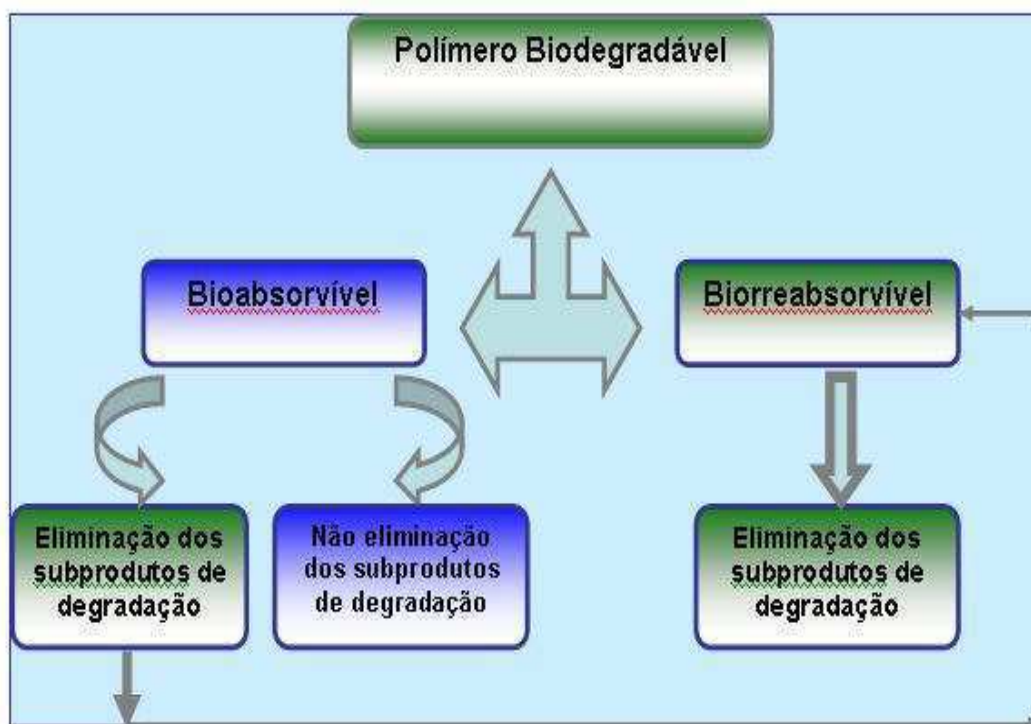 Polímero Biodegradável
Bioabsorvível
Biorreabsorvível
Eliminação dos
subprodutos de
degradação
Não eliminação
dos subprodutos
de degradação
Eliminação dos
subprodutos de
degradação